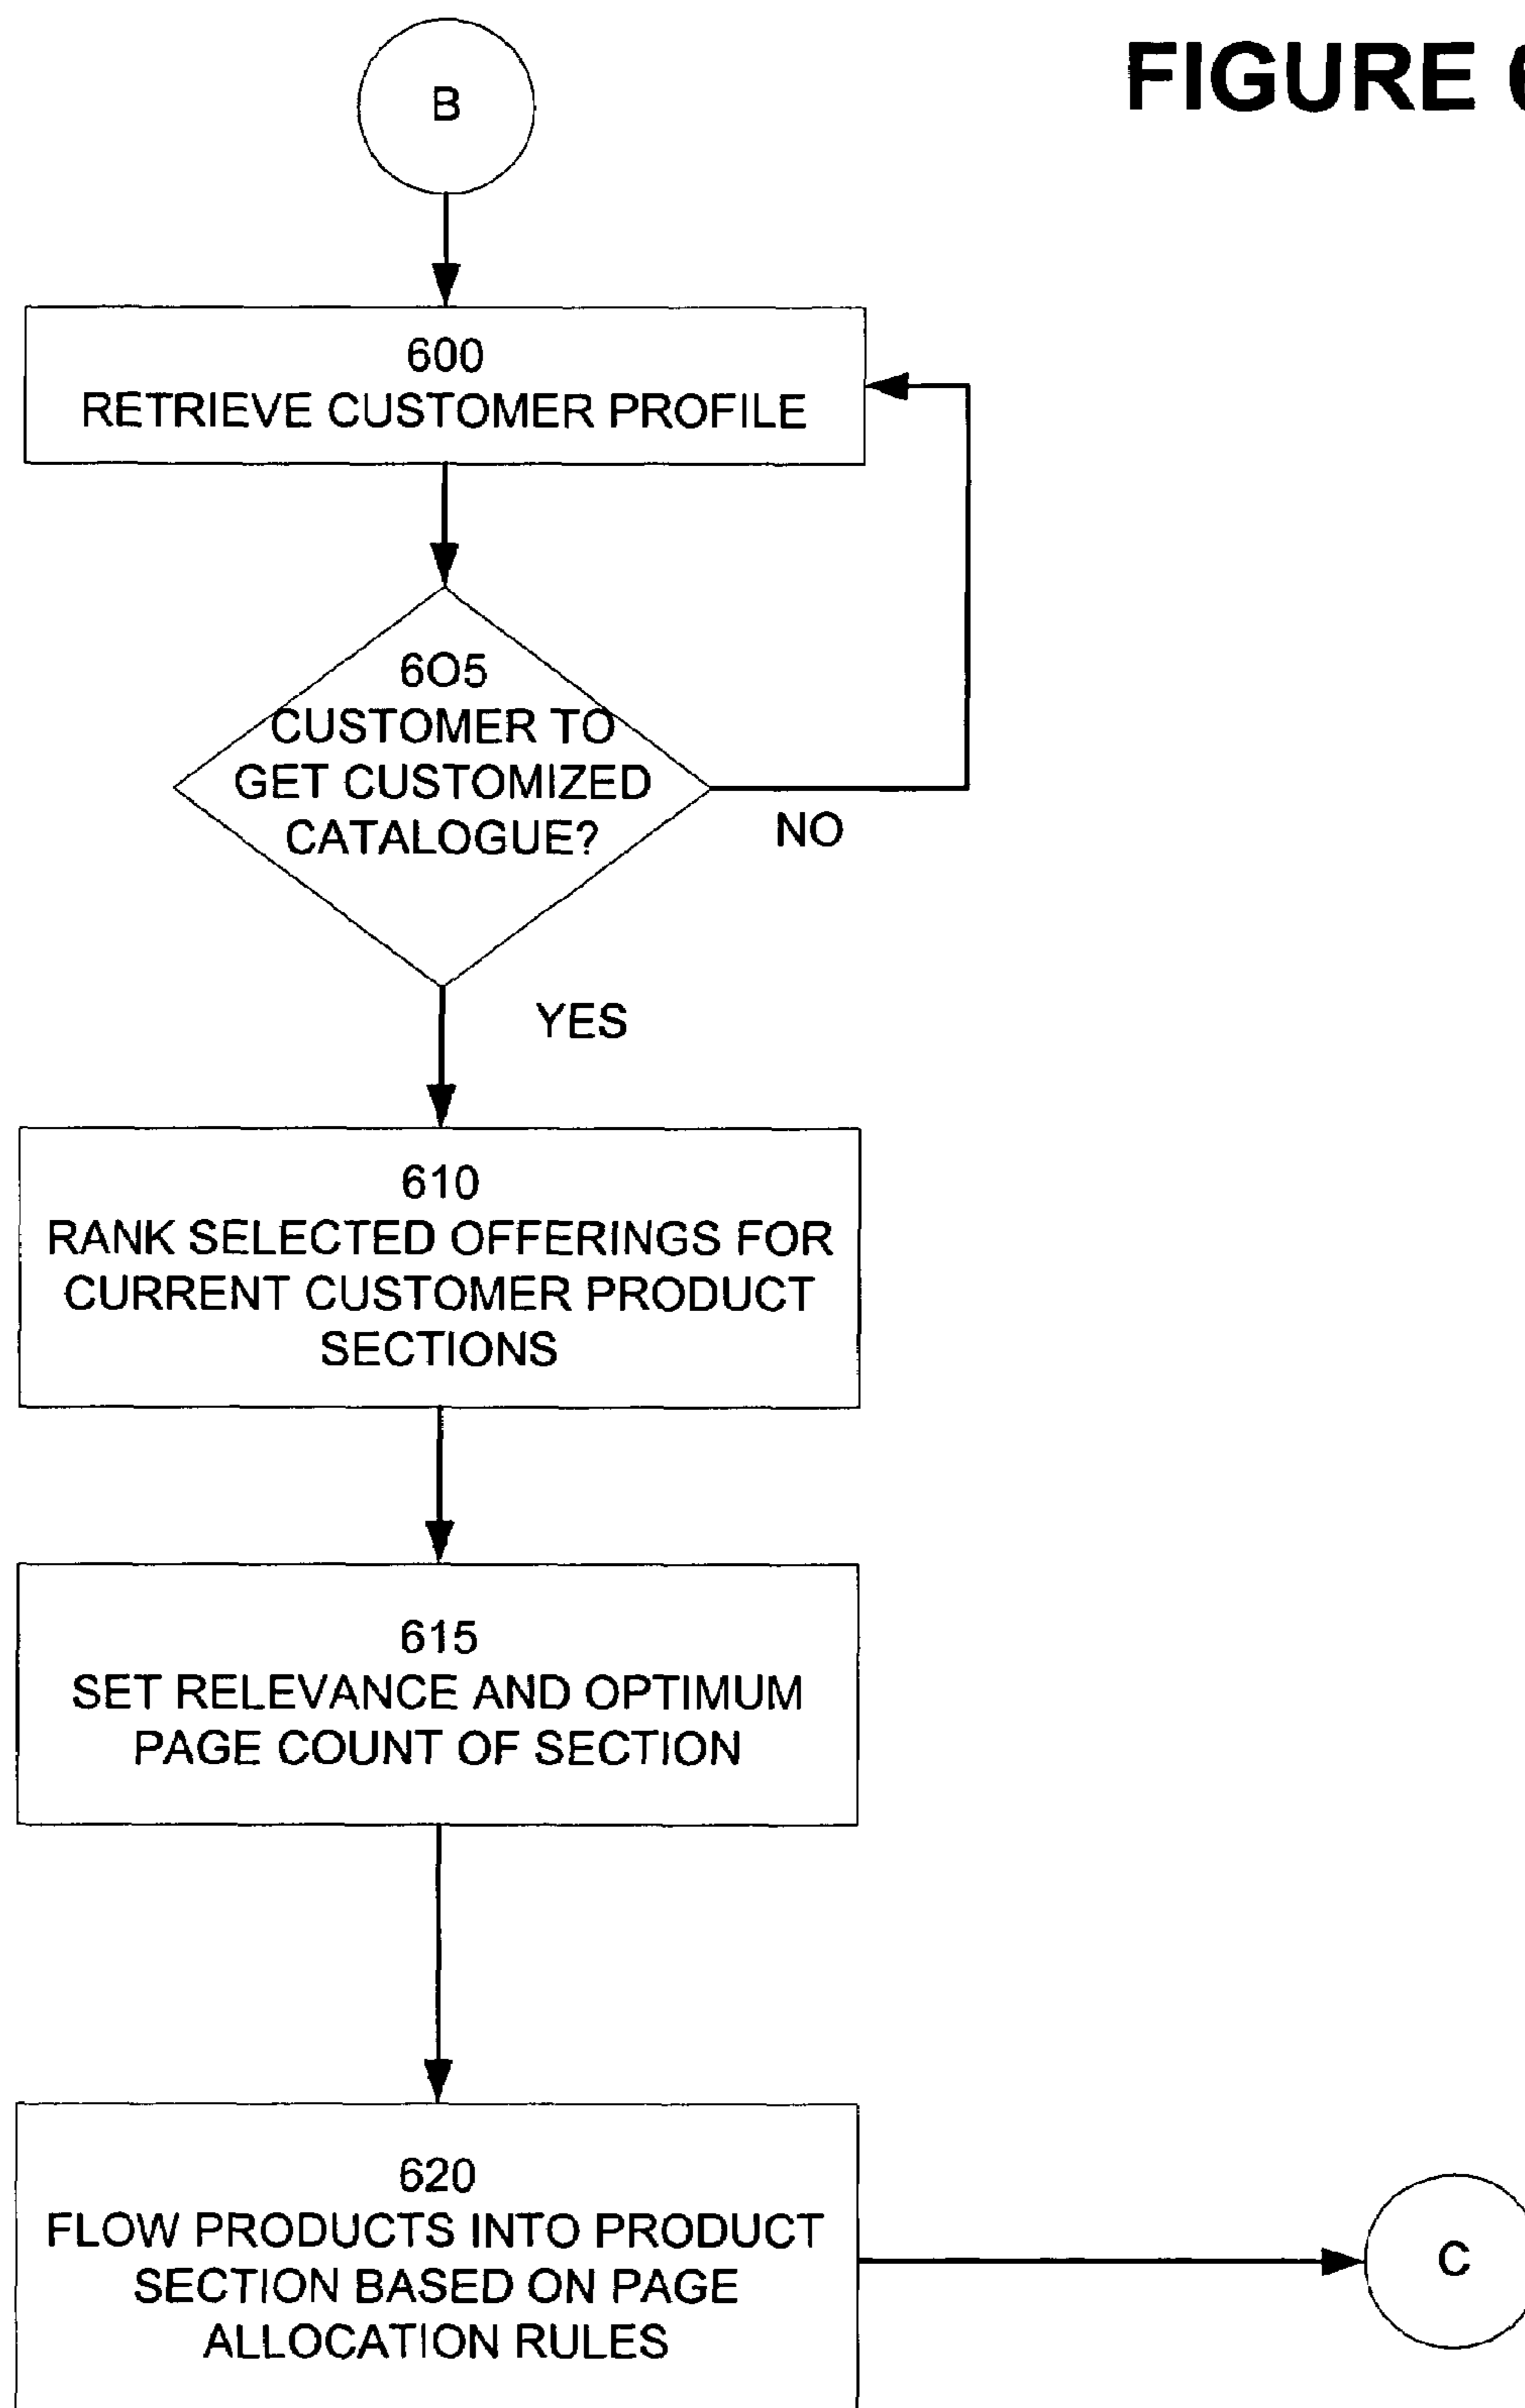 FIGURE 6
B
600
RETRIEVE CUSTOMER PROFILE
6O5
CUSTOMER TO
GET CUSTOMIZED
CATALOGUE?
NO
YES
610
RANK SELECTED OFFERINGS FOR
CURRENT CUSTOMER PRODUCT
SECTIONS
615
SET RELEVANCE AND OPTIMUM
PAGE COUNT OF SECTION
620
FLOW PRODUCTS INTO PRODUCT
SECTION BASED ON PAGE
ALLOCATION RULES
C